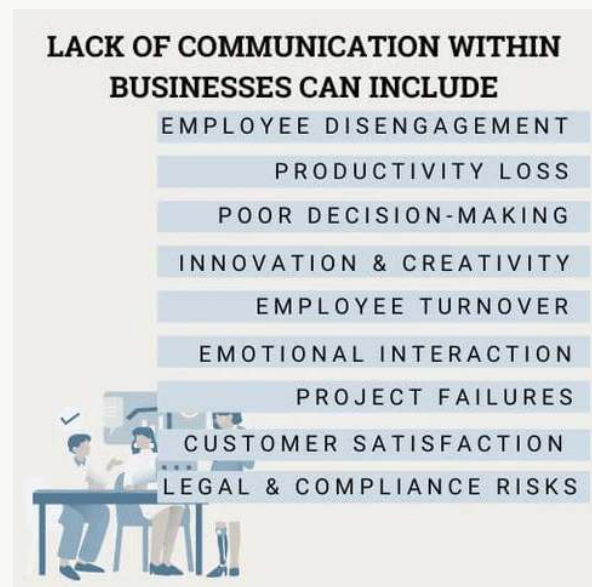 LACK OF COMMUNICATION WITHIN
BUSINESSES CAN INCLUDE
EMPLOYEE DISENGAGEMENT
PRODUCTIVITY LOSS
POOR DECISION-MAKING
INNOVATION & CREATIVITY
EMPLOYEE TURNOVER
EMOTIONAL INTERACTION
PROJECT FAILURES
CUSTOMER SATISFACTION
LEGAL & COMPLIANCE RISKS